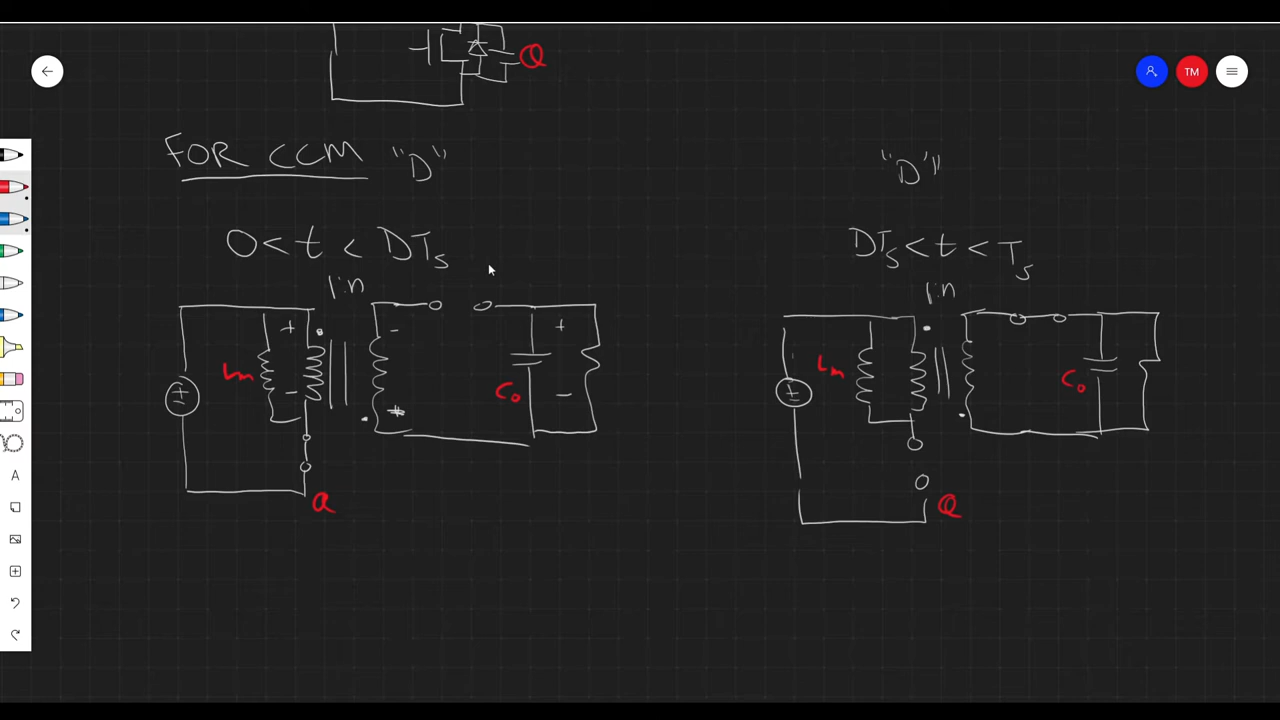 Q
TM
FOR CCM "D"
"D'"
0 < t < DTs
DTs < t < Ts
1:n
1:n
+
-
+
Lm
+
-
-
+
Co
Lm
Co
Q
Q
A